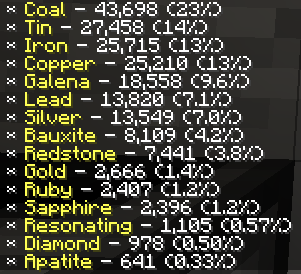 × Coal - 43,698 (23%)
× Tin - 27,458 (14%)
× Iron - 25,715 (13%)
× Copper - 25,210 (13%)
× Galena - 18,558 (9.6%)
× Lead - 13,820 (7.1%)
× Silver - 13,549 (7.0%)
× Bauxite - 8,109 (4.2%)
× Redstone - 7,441 (3.8%)
× Gold - 2,666 (1.4%)
× Ruby - 2,407 (1.2%)
× Sapphire - 2,396 (1.2%)
× Resonating - 1,105 (0.57%)
× Diamond - 978 (0.50%)
× Apatite - 641 (0.33%)